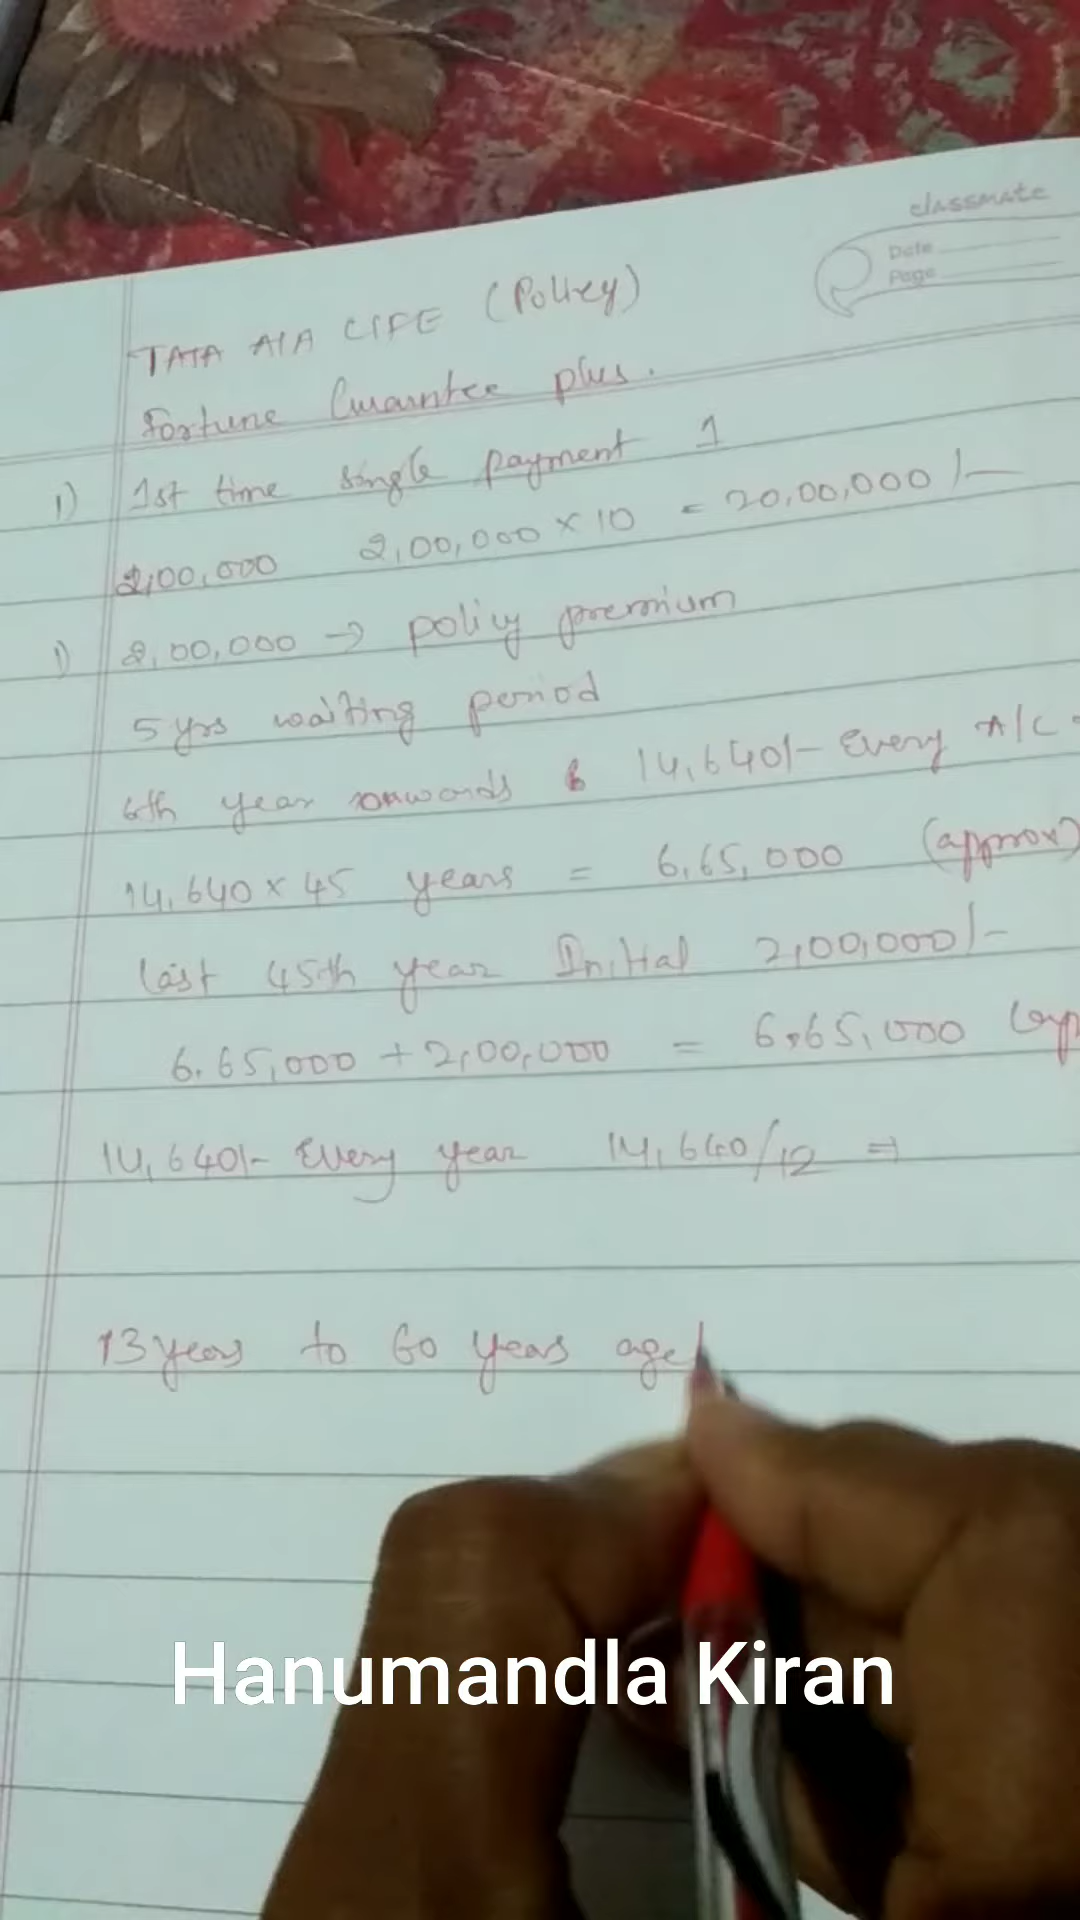 classmate
Date
Page
TATA AIA LIFE (Policy)
Fortune Guarntee plus.
1) 1st time single payment 1
2,00,000 2,00,000 × 10 = 20,00,000/-
1) 2,00,000 → policy premium
5 yrs waiting period
6th year onwards 14,640/- Every A/C
14,640 × 45 years = 6,65,000 (approx)
last 45th year Initial 2,00,000/-
6,65,000 + 2,00,000 = 6,65,000 (ap
14,640/- Every year 14,640/12 ⇒
13 years to 60 years age
Hanumandla Kiran